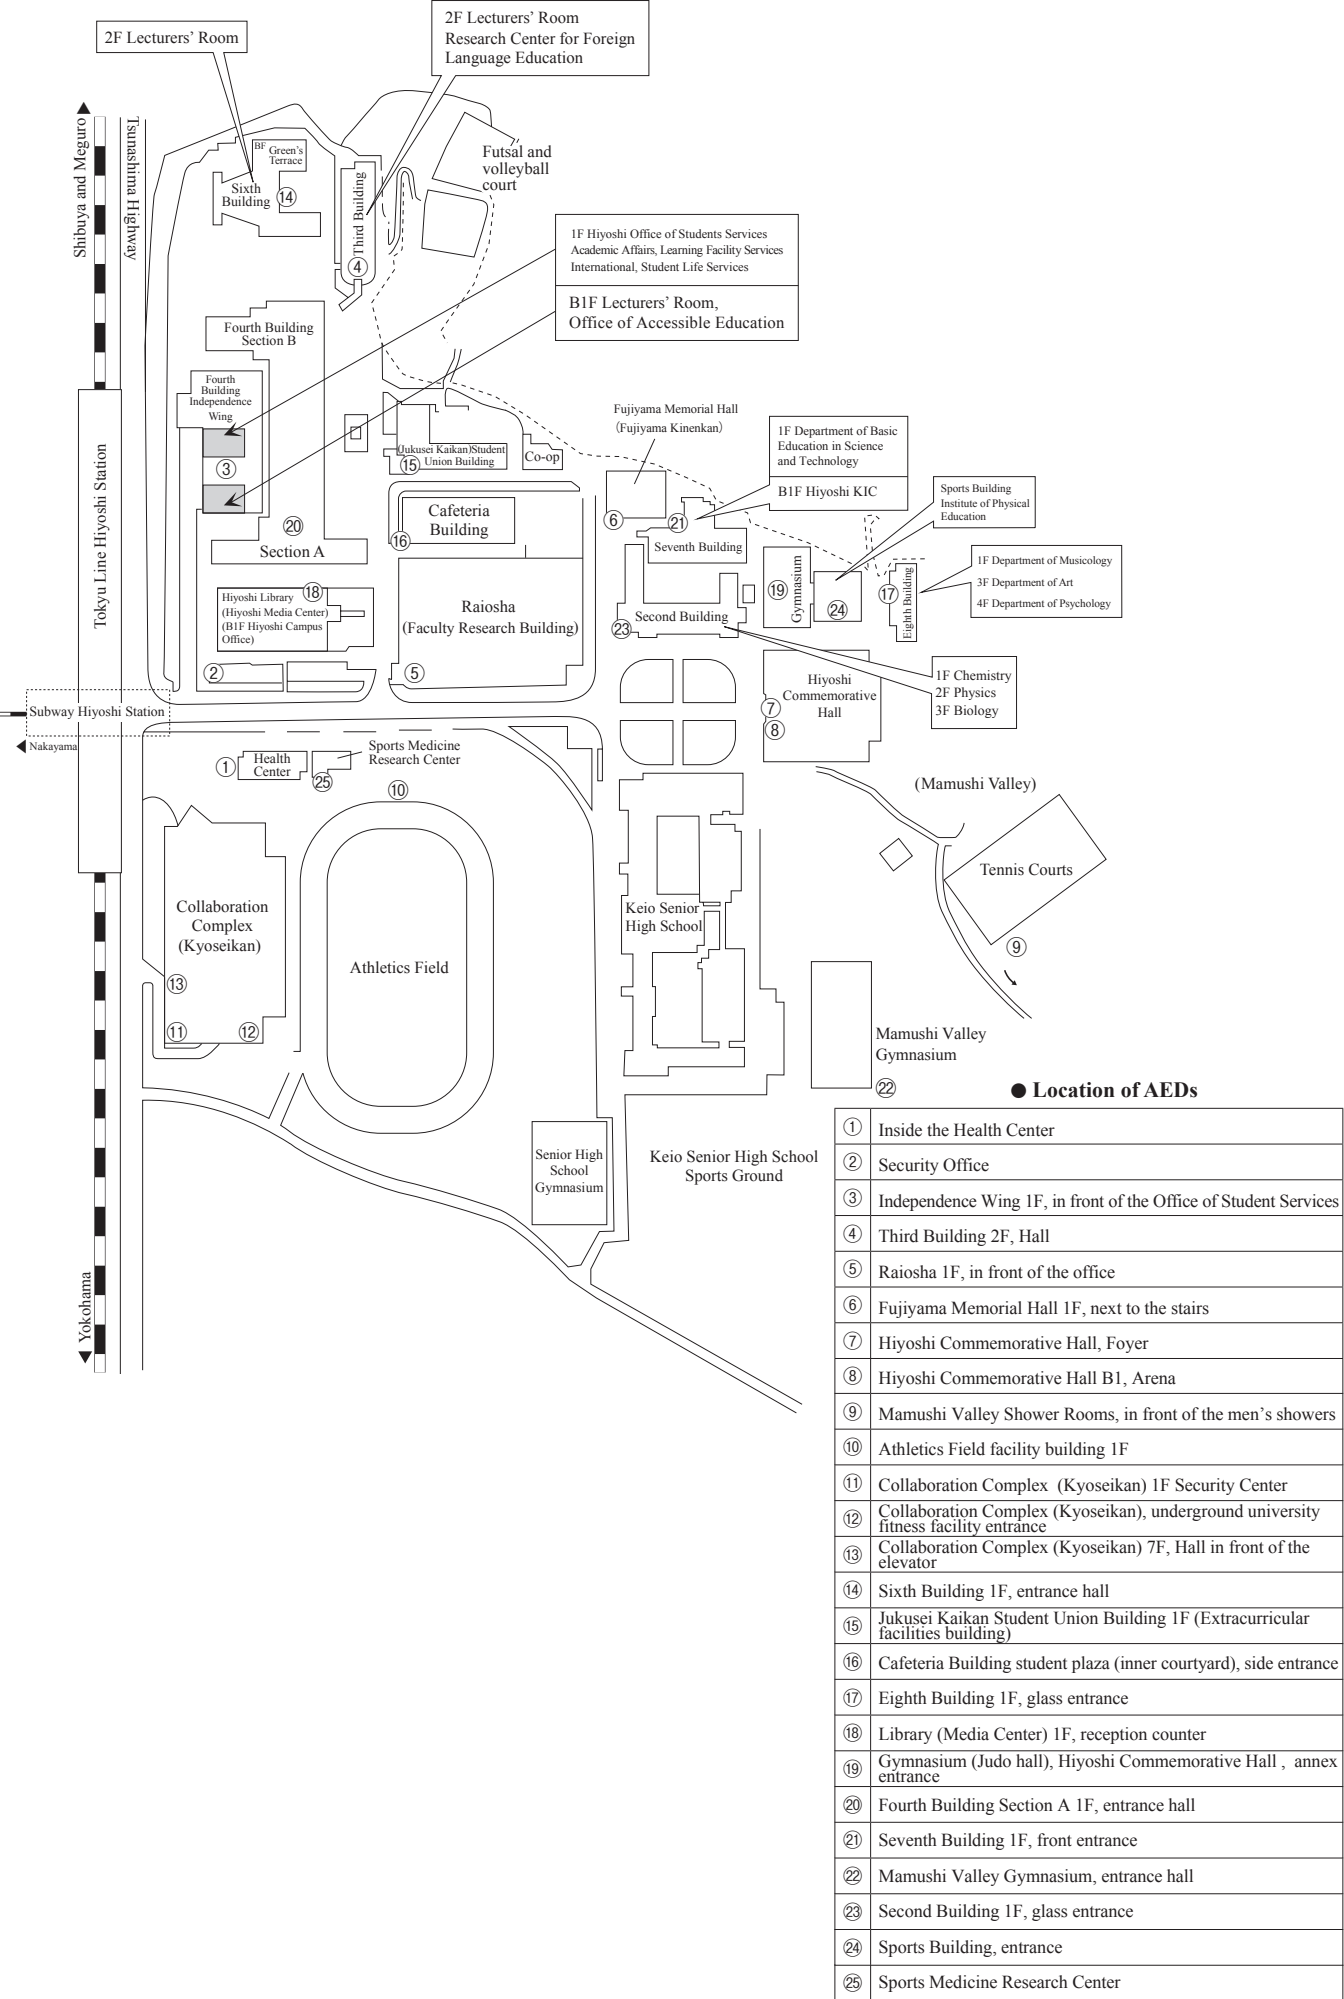 2F Lecturers' Room
2F Lecturers' Room
Research Center for Foreign
Language Education
Shibuya and Meguro
Tsunashima Highway
BF Green's
Terrace
Sixth
Building
⑭
Third Building
④
Futsal and
volleyball
court
1F Hiyoshi Office of Students Services
Academic Affairs, Learning Facility Services
International, Student Life Services
B1F Lecturers' Room,
Office of Accessible Education
Fourth Building
Section B
Fourth
Building
Independence
Wing
③
⑳
Section A
(Jukusei Kaikan)Student
⑮ Union Building
Co-op
Cafeteria
Building
⑯
Fujiyama Memorial Hall
(Fujiyama Kinenkan)
⑥
1F Department of Basic
Education in Science
and Technology
B1F Hiyoshi KIC
㉑
Seventh Building
Sports Building
Institute of Physical
Education
1F Department of Musicology
3F Department of Art
4F Department of Psychology
⑲
Gymnasium
㉔
⑰
Eighth Building
Second Building
㉓
1F Chemistry
2F Physics
3F Biology
Tokyu Line Hiyoshi Station
Hiyoshi Library ⑱
(Hiyoshi Media Center)
(B1F Hiyoshi Campus
Office)
②
Raiosha
(Faculty Research Building)
⑤
Hiyoshi
Commemorative
Hall
⑦
⑧
Subway Hiyoshi Station
Nakayama
①
Health
Center
㉕
Sports Medicine
Research Center
⑩
(Mamushi Valley)
Tennis Courts
⑨
Collaboration
Complex
(Kyoseikan)
⑬
⑪
⑫
Athletics Field
Keio Senior
High School
Mamushi Valley
Gymnasium
㉒
Senior High
School
Gymnasium
Keio Senior High School
Sports Ground
Yokohama
● Location of AEDs
① Inside the Health Center
② Security Office
③ Independence Wing 1F, in front of the Office of Student Services
④ Third Building 2F, Hall
⑤ Raiosha 1F, in front of the office
⑥ Fujiyama Memorial Hall 1F, next to the stairs
⑦ Hiyoshi Commemorative Hall, Foyer
⑧ Hiyoshi Commemorative Hall B1, Arena
⑨ Mamushi Valley Shower Rooms, in front of the men's showers
⑩ Athletics Field facility building 1F
⑪ Collaboration Complex (Kyoseikan) 1F Security Center
⑫ Collaboration Complex (Kyoseikan), underground university
fitness facility entrance
⑬ Collaboration Complex (Kyoseikan) 7F, Hall in front of the
elevator
⑭ Sixth Building 1F, entrance hall
⑮ Jukusei Kaikan Student Union Building 1F (Extracurricular
facilities building)
⑯ Cafeteria Building student plaza (inner courtyard), side entrance
⑰ Eighth Building 1F, glass entrance
⑱ Library (Media Center) 1F, reception counter
⑲ Gymnasium (Judo hall), Hiyoshi Commemorative Hall , annex
entrance
⑳ Fourth Building Section A 1F, entrance hall
㉑ Seventh Building 1F, front entrance
㉒ Mamushi Valley Gymnasium, entrance hall
㉓ Second Building 1F, glass entrance
㉔ Sports Building, entrance
㉕ Sports Medicine Research Center